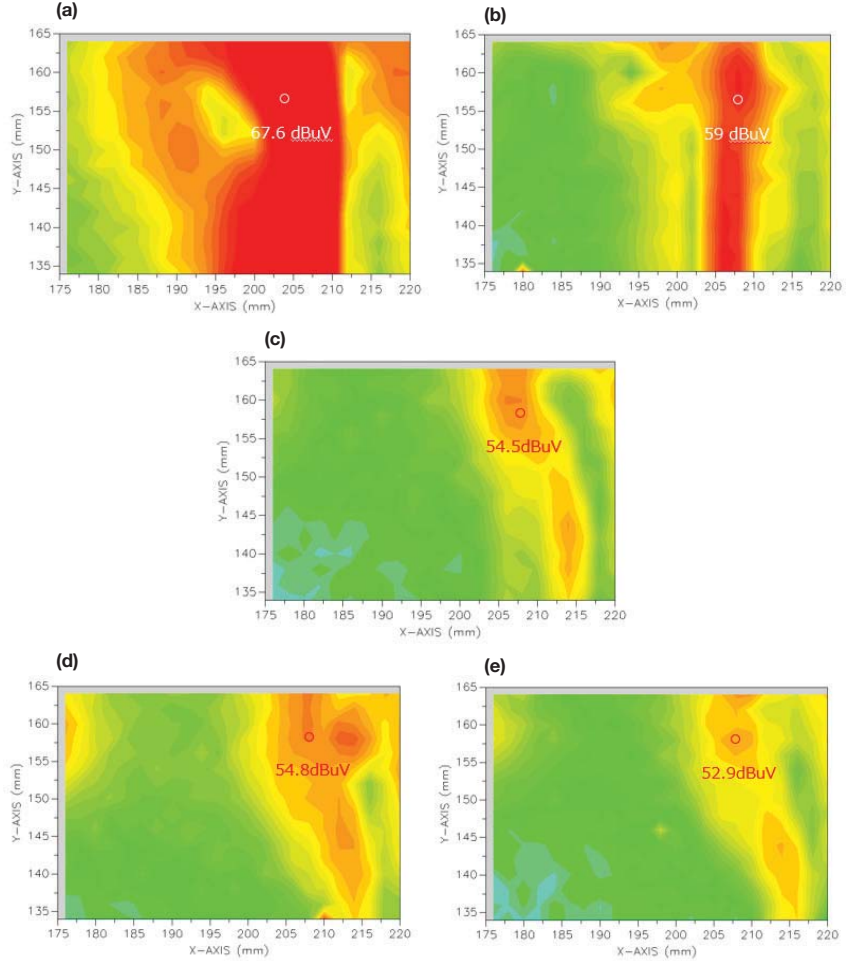 (a)
165
160
155
150
145
140
135
Y-AXIS (mm)
67.6 dBuV
175 180 185 190 195 200 205 210 215 220
X-AXIS (mm)
(b)
165
160
155
150
145
140
135
Y-AXIS (mm)
59 dBuV
175 180 185 190 195 200 205 210 215 220
X-AXIS (mm)
(c)
165
160
155
150
145
140
135
Y-AXIS (mm)
54.5dBuV
175 180 185 190 195 200 205 210 215 220
X-AXIS (mm)
(d)
165
160
155
150
145
140
135
Y-AXIS (mm)
54.8dBuV
175 180 185 190 195 200 205 210 215 220
X-AXIS (mm)
(e)
165
160
155
150
145
140
135
Y-AXIS (mm)
52.9dBuV
175 180 185 190 195 200 205 210 215 220
X-AXIS (mm)